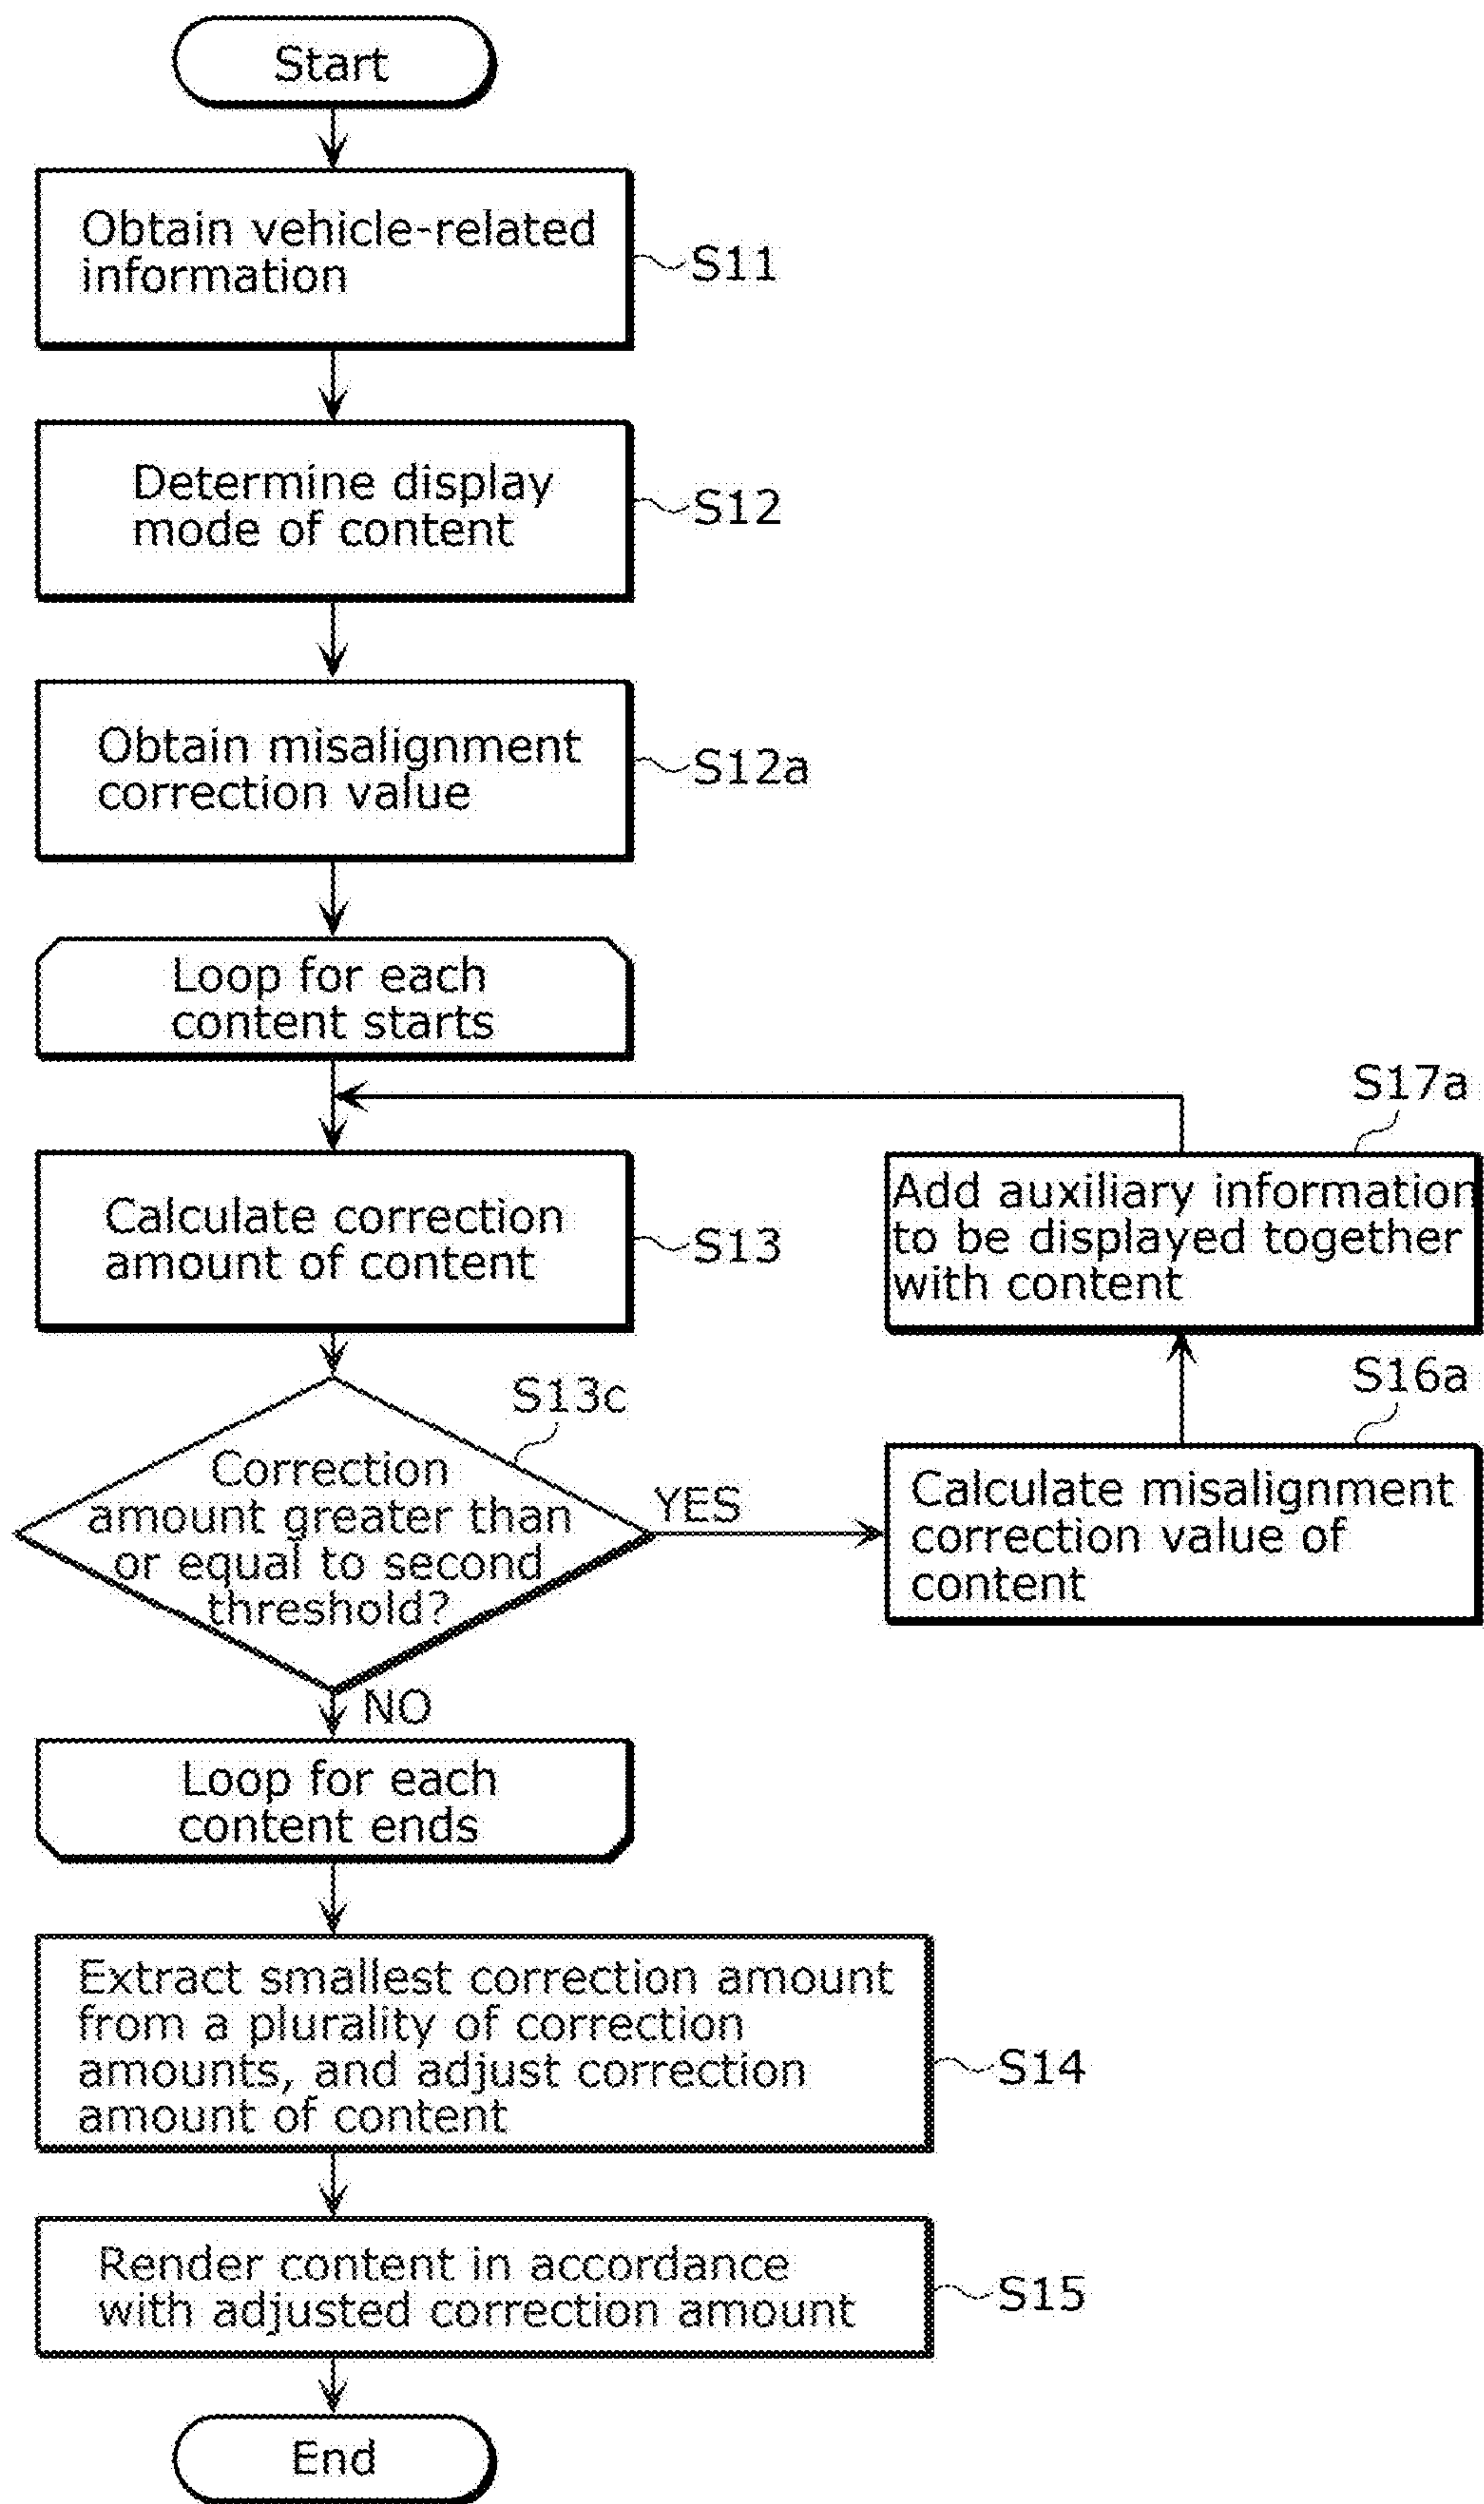 Start
Obtain vehicle-related
information
S11
Determine display
mode of content
S12
Obtain misalignment
correction value
S12a
Loop for each
content starts
S17a
Add auxiliary information
to be displayed together
with content
Calculate correction
amount of content
S13
S13c
S16a
Correction
amount greater than
or equal to second
threshold?
YES
Calculate misalignment
correction value of
content
NO
Loop for each
content ends
Extract smallest correction amount
from a plurality of correction
amounts, and adjust correction
amount of content
S14
Render content in accordance
with adjusted correction amount
S15
End